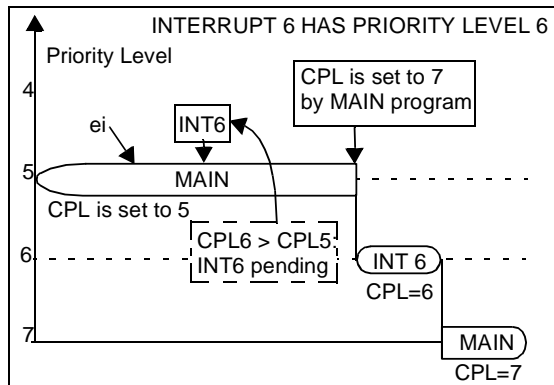 INTERRUPT 6 HAS PRIORITY LEVEL 6
Priority Level
4
CPL is set to 7
by MAIN program
ei
INT6
5
MAIN
CPL is set to 5
CPL6 > CPL5:
INT6 pending
6
INT 6
CPL=6
7
MAIN
CPL=7